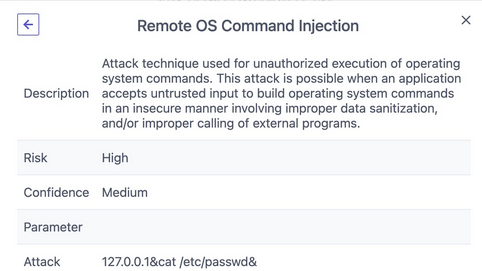 Remote OS Command Injection
Description
Attack technique used for unauthorized execution of operating
system commands. This attack is possible when an application
accepts untrusted input to build operating system commands
in an insecure manner involving improper data sanitization,
and/or improper calling of external programs.
Risk High
Confidence Medium
Parameter
Attack 127.0.0.1&cat /etc/passwd&